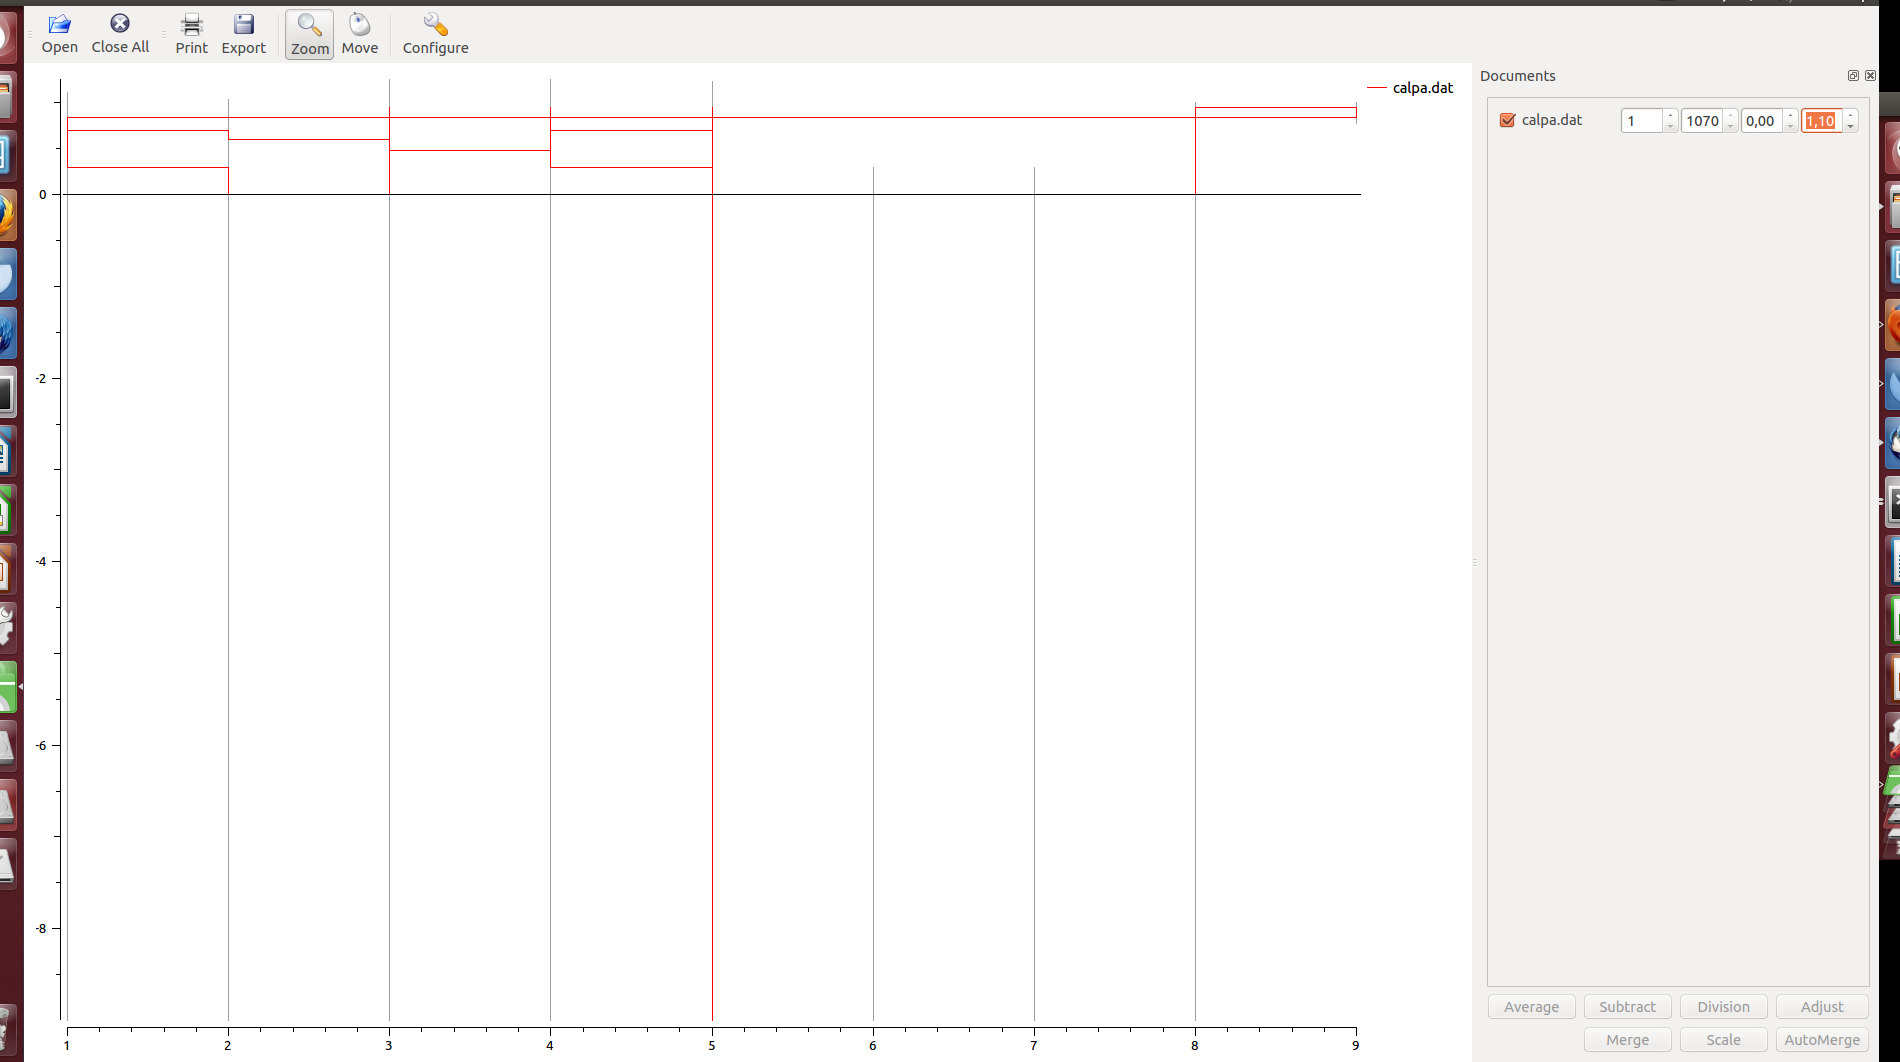 Open Close All Print Export Zoom Move Configure
calpa.dat
Documents
calpa.dat 1 1070 0,00 1,10
0
-2
-4
-6
-8
1 2 3 4 5 6 7 8 9
Average Subtract Division Adjust
Merge Scale AutoMerge